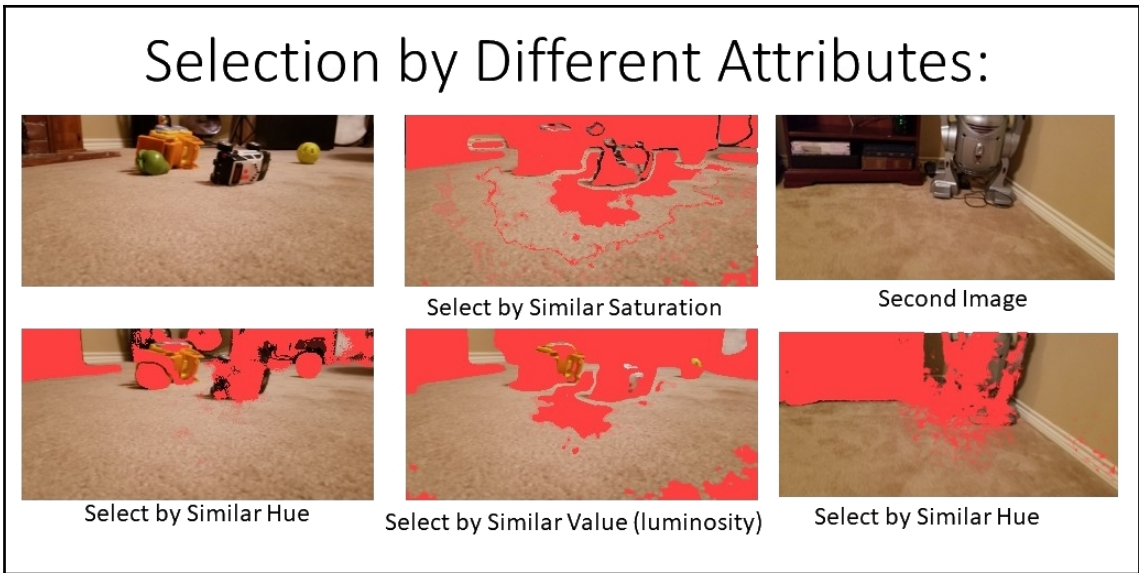 Selection by Different Attributes:
Select by Similar Saturation
Second Image
Select by Similar Hue
Select by Similar Value (luminosity)
Select by Similar Hue